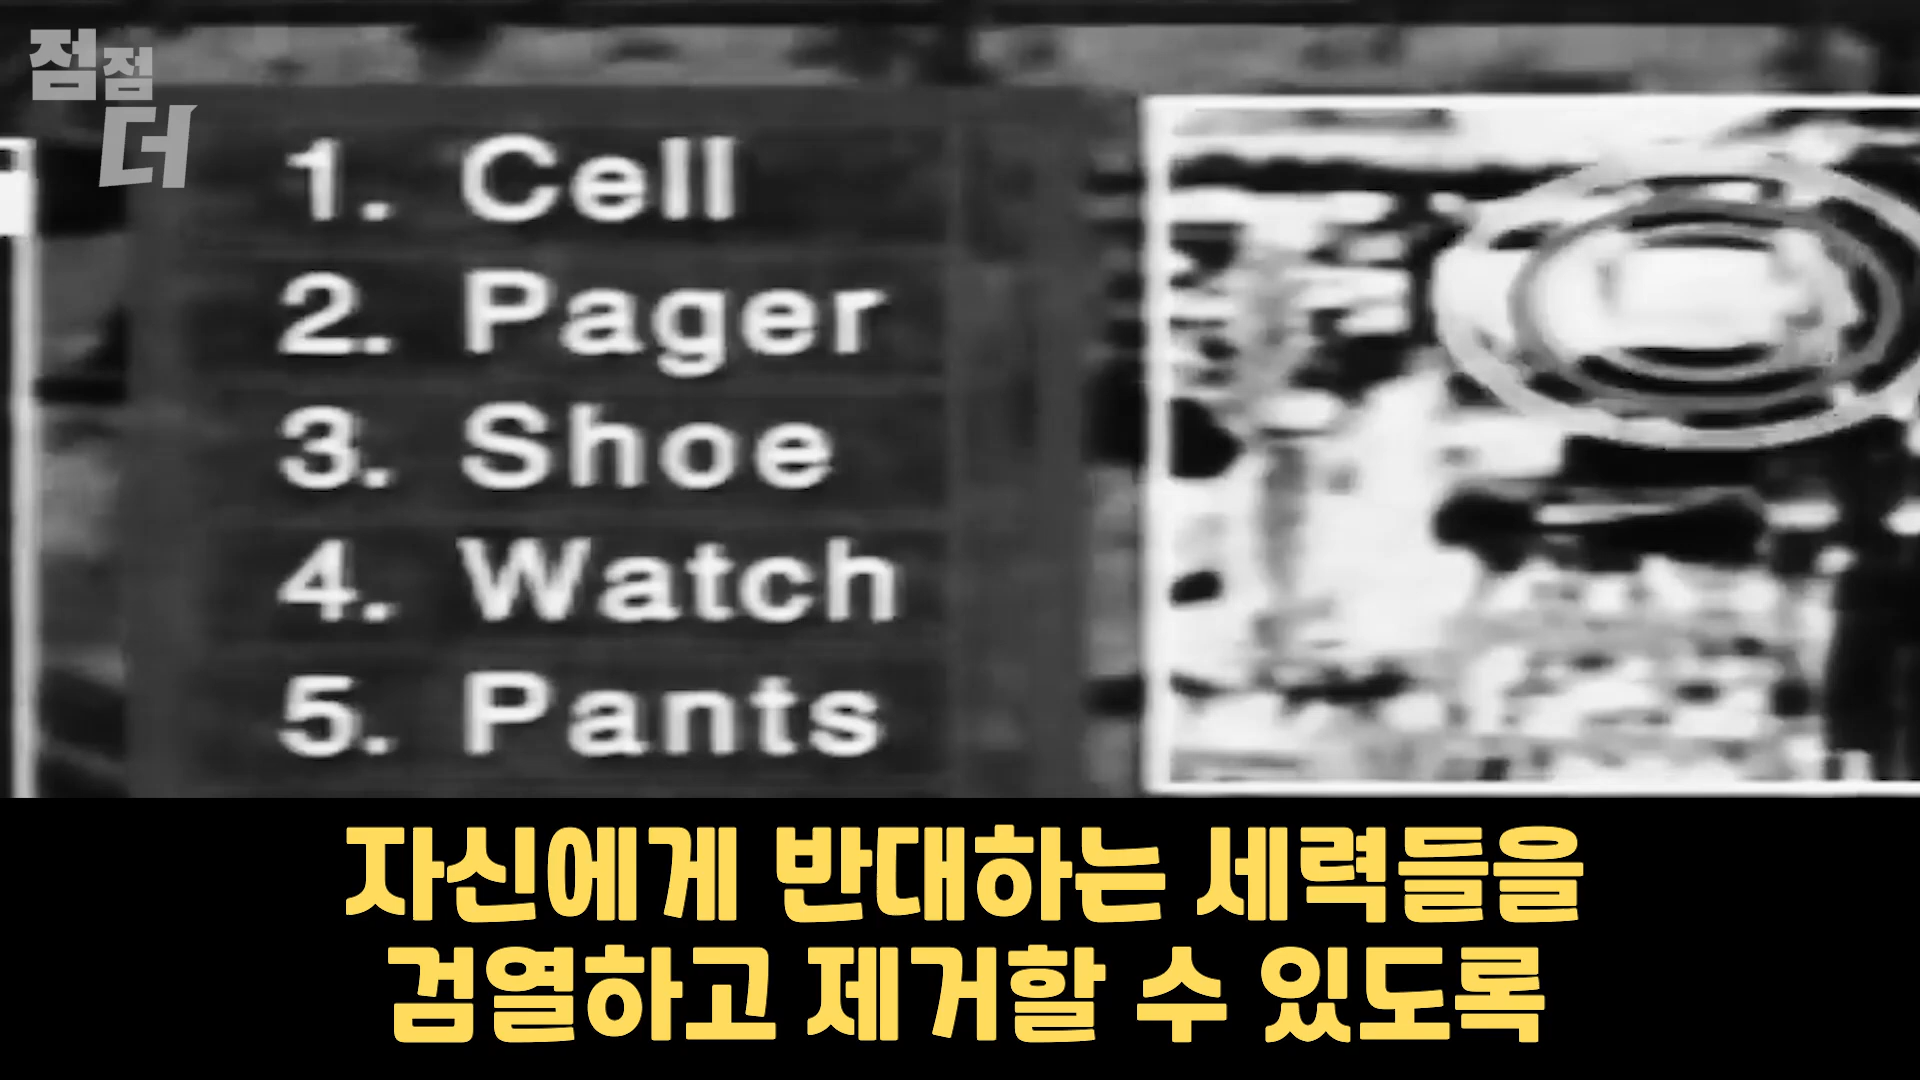 점점
더
1. Cell
2. Pager
3. Shoe
4. Watch
5. Pants
자신에게 반대하는 세력들을
검열하고 제거할 수 있도록